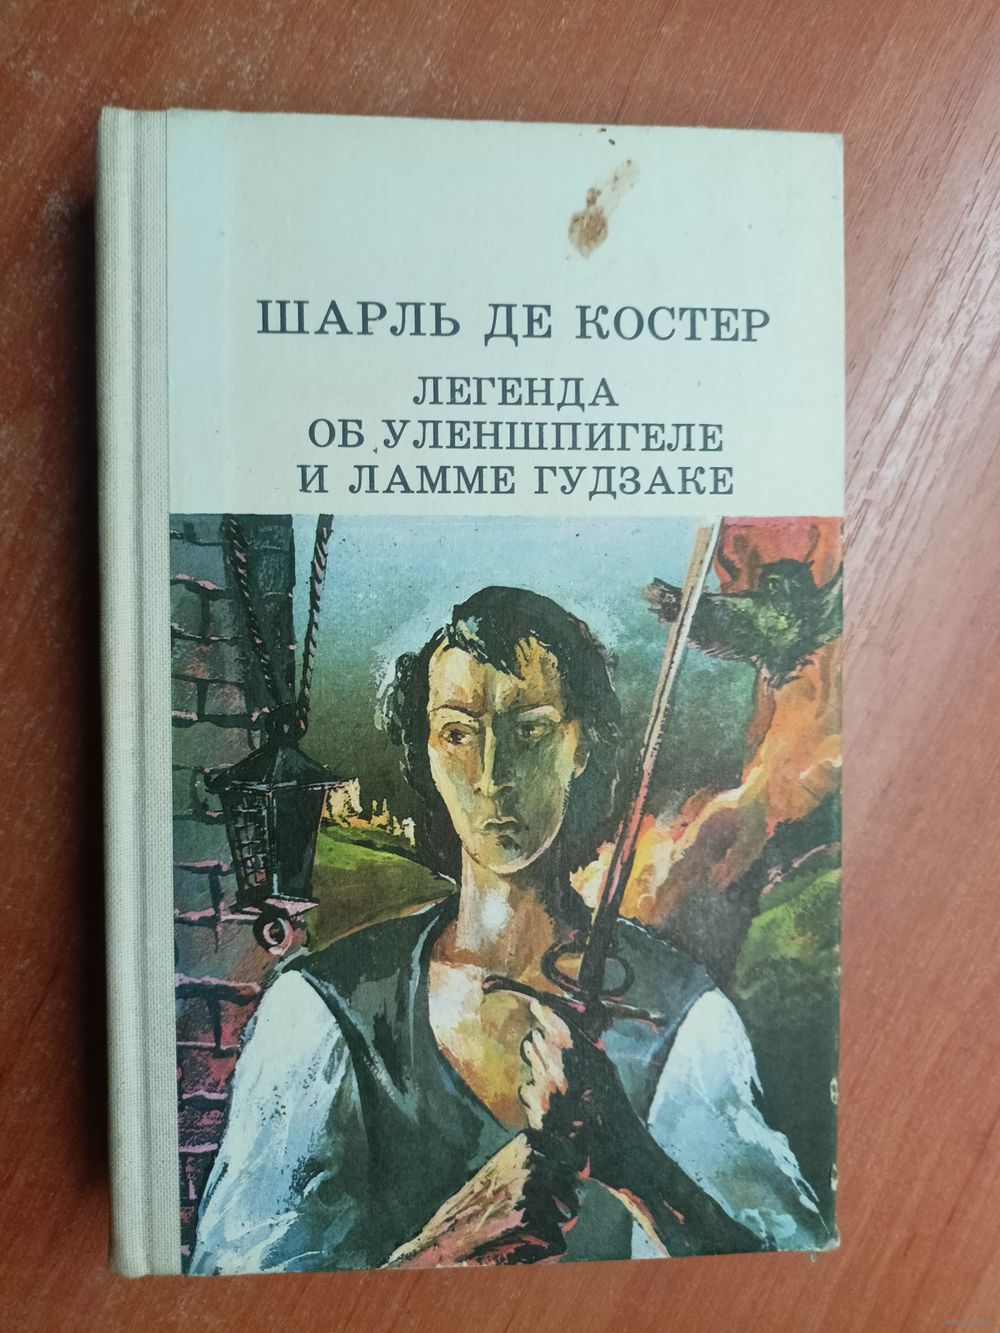 ШАРЛЬ ДЕ КОСТЕР
ЛЕГЕНДА
ОБ УЛЕНШПИГЕЛЕ
И ЛАММЕ ГУДЗАКЕ